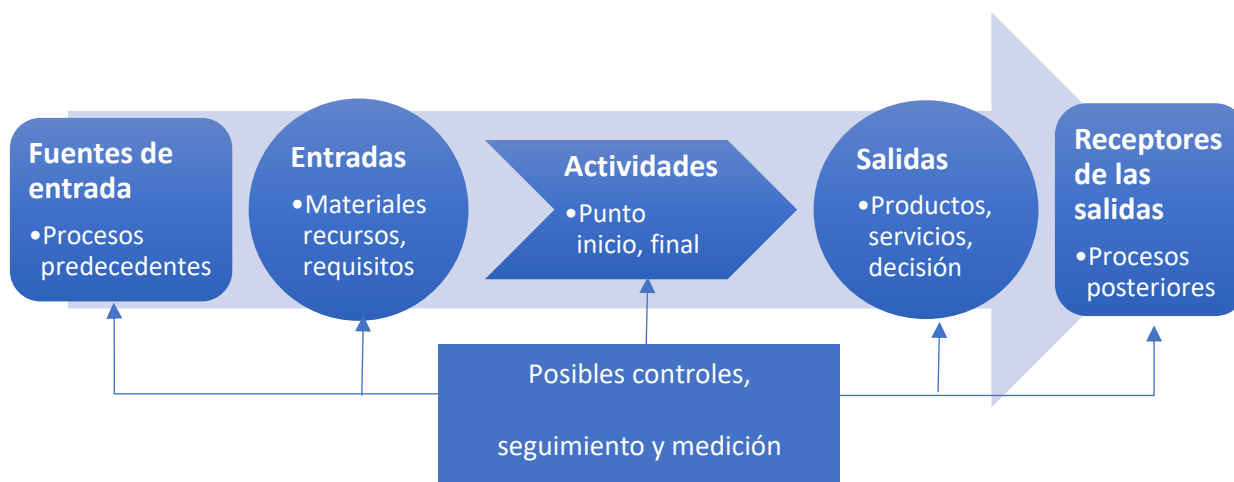 Fuentes de
entrada
•Procesos
predecedentes
Entradas
•Materiales
recursos,
requisitos
Actividades
•Punto
inicio, final
Salidas
•Productos,
servicios,
decisión
Receptores
de las
salidas
•Procesos
posteriores
Posibles controles,
seguimiento y medición